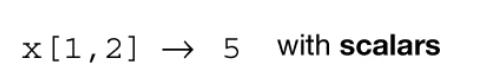 x[1,2] → 5 with scalars